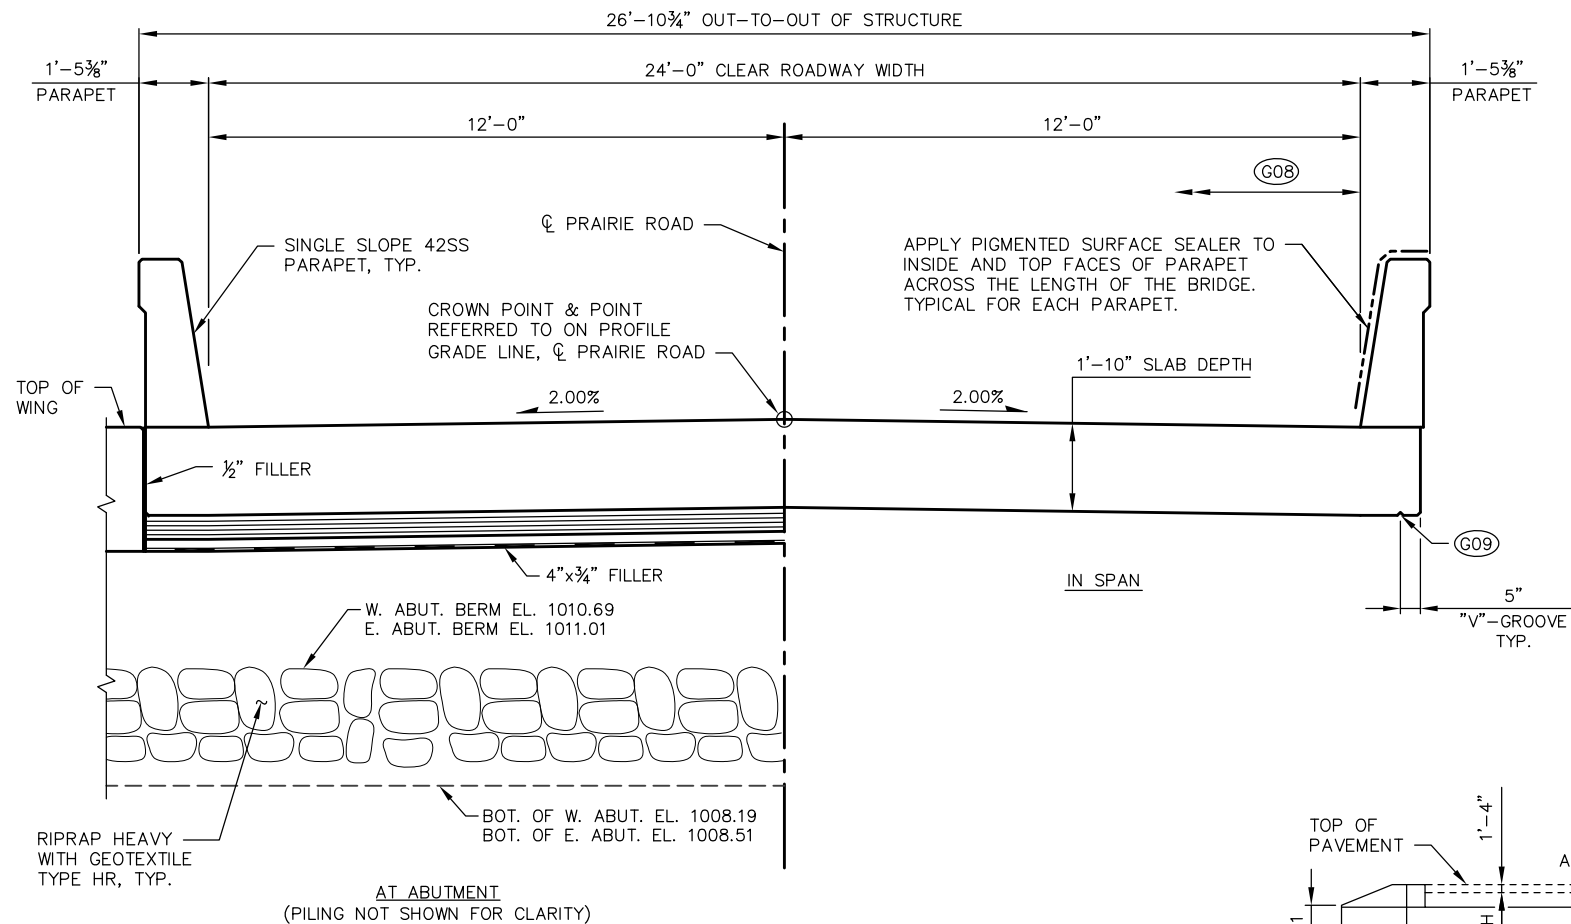 26'-10¾" OUT-TO-OUT OF STRUCTURE
1'-5⅜"
PARAPET
24'-0" CLEAR ROADWAY WIDTH
1'-5⅜"
PARAPET
12'-0"
12'-0"
G08
℄ PRAIRIE ROAD
SINGLE SLOPE 42SS
PARAPET, TYP.
APPLY PIGMENTED SURFACE SEALER TO
INSIDE AND TOP FACES OF PARAPET
ACROSS THE LENGTH OF THE BRIDGE.
TYPICAL FOR EACH PARAPET.
CROWN POINT & POINT
REFERRED TO ON PROFILE
GRADE LINE, ℄ PRAIRIE ROAD
1'-10" SLAB DEPTH
TOP OF
WING
2.00%
2.00%
½" FILLER
G09
4"x¾" FILLER
IN SPAN
5"
"V"-GROOVE
TYP.
W. ABUT. BERM EL. 1010.69
E. ABUT. BERM EL. 1011.01
BOT. OF W. ABUT. EL. 1008.19
BOT. OF E. ABUT. EL. 1008.51
RIPRAP HEAVY
WITH GEOTEXTILE
TYPE HR, TYP.
AT ABUTMENT
(PILING NOT SHOWN FOR CLARITY)
TOP OF
PAVEMENT
1'-4"
A
1
H